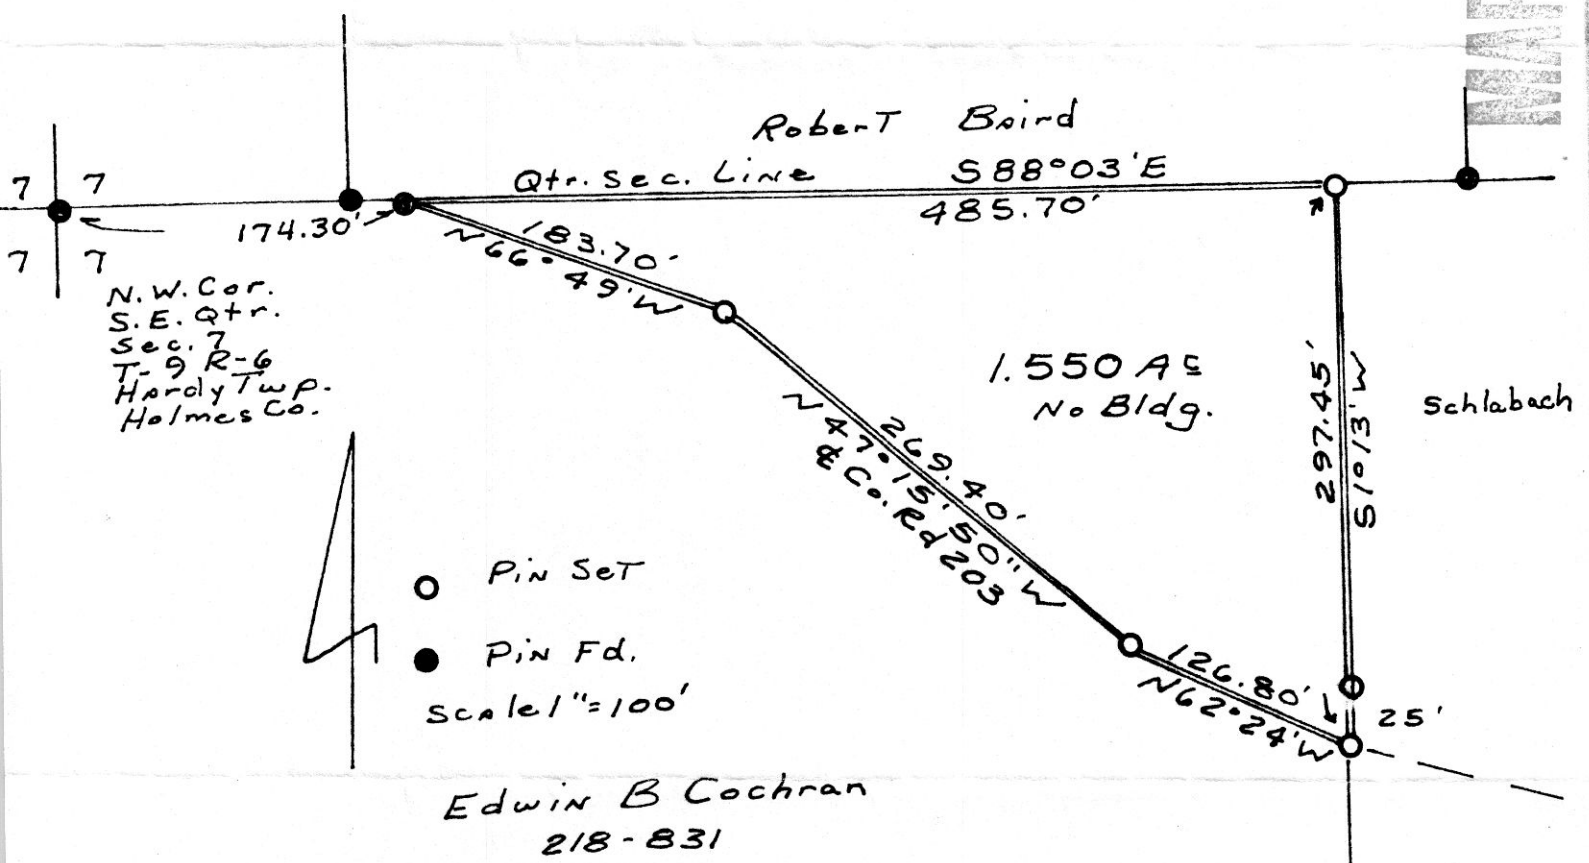 Robert Baird
7 7
Qtr. Sec. Line S88°03'E
485.70'
174.30'
183.70'
N66°49'W
7 7
N.W. Cor.
S.E. Qtr.
Sec. 7
T-9 R-6
Hardy Twp.
Holmes Co.
1.550 Ac
No Bldg.
297.45'
S1°13'W
Schlabach
269.40'
N47°15'50"W
℄ Co. Rd 203
Pin Set
Pin Fd.
Scale 1"=100'
126.80'
N62°24'W
25'
Edwin B Cochran
218-831